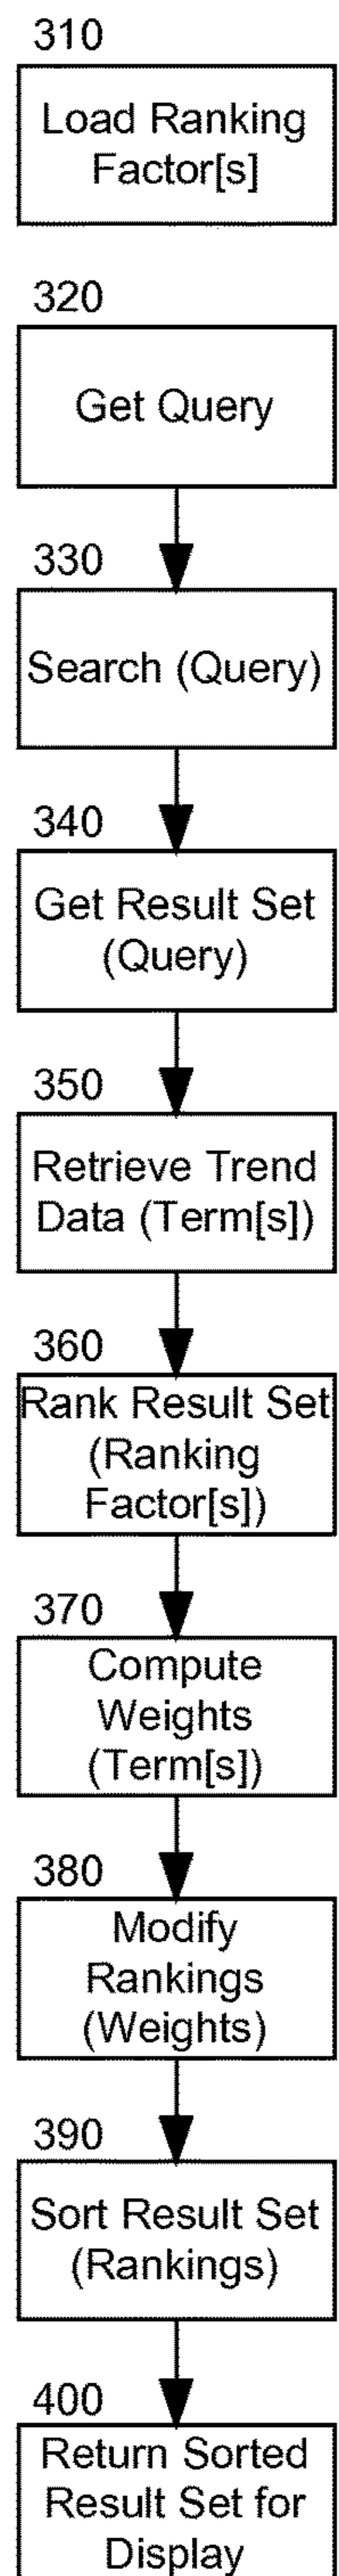 310
Load Ranking
Factor[s]
320
Get Query
330
Search (Query)
340
Get Result Set
(Query)
350
Retrieve Trend
Data (Term[s])
360
Rank Result Set
(Ranking
Factor[s])
370
Compute
Weights
(Term[s])
380
Modify
Rankings
(Weights)
390
Sort Result Set
(Rankings)
400
Return Sorted
Result Set for
Display